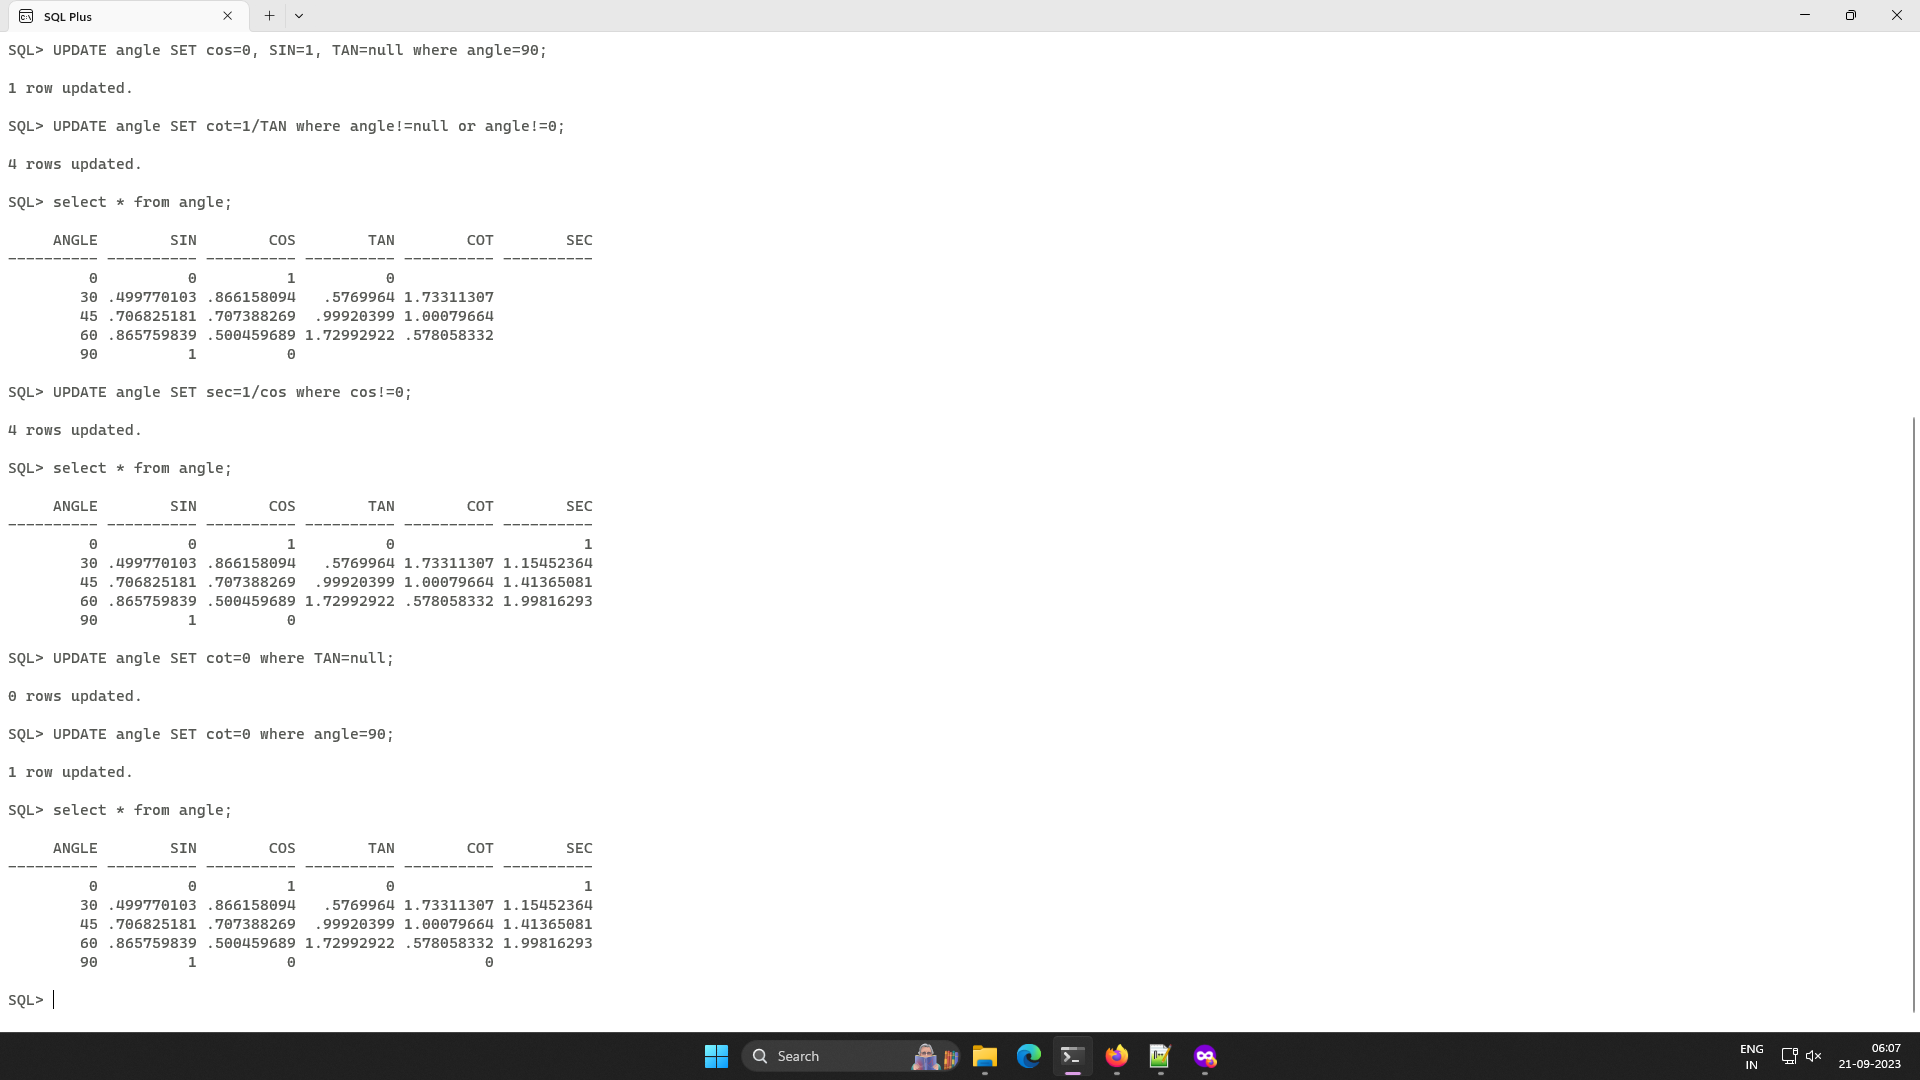 SQL Plus
SQL> UPDATE angle SET cos=0, SIN=1, TAN=null where angle=90;
1 row updated.
SQL> UPDATE angle SET cot=1/TAN where angle!=null or angle!=0;
4 rows updated.
SQL> select * from angle;
     ANGLE        SIN        COS        TAN        COT        SEC
---------- ---------- ---------- ---------- ---------- ----------
         0          0          1          0
        30 .499770103 .866158094   .5769964 1.73311307
        45 .706825181 .707388269  .99920399 1.00079664
        60 .865759839 .500459689 1.72992922 .578058332
        90          1          0
SQL> UPDATE angle SET sec=1/cos where cos!=0;
4 rows updated.
SQL> select * from angle;
     ANGLE        SIN        COS        TAN        COT        SEC
---------- ---------- ---------- ---------- ---------- ----------
         0          0          1          0                     1
        30 .499770103 .866158094   .5769964 1.73311307 1.15452364
        45 .706825181 .707388269  .99920399 1.00079664 1.41365081
        60 .865759839 .500459689 1.72992922 .578058332 1.99816293
        90          1          0
SQL> UPDATE angle SET cot=0 where TAN=null;
0 rows updated.
SQL> UPDATE angle SET cot=0 where angle=90;
1 row updated.
SQL> select * from angle;
     ANGLE        SIN        COS        TAN        COT        SEC
---------- ---------- ---------- ---------- ---------- ----------
         0          0          1          0                     1
        30 .499770103 .866158094   .5769964 1.73311307 1.15452364
        45 .706825181 .707388269  .99920399 1.00079664 1.41365081
        60 .865759839 .500459689 1.72992922 .578058332 1.99816293
        90          1          0                     0
SQL>
Search
ENG
IN
06:07
21-09-2023